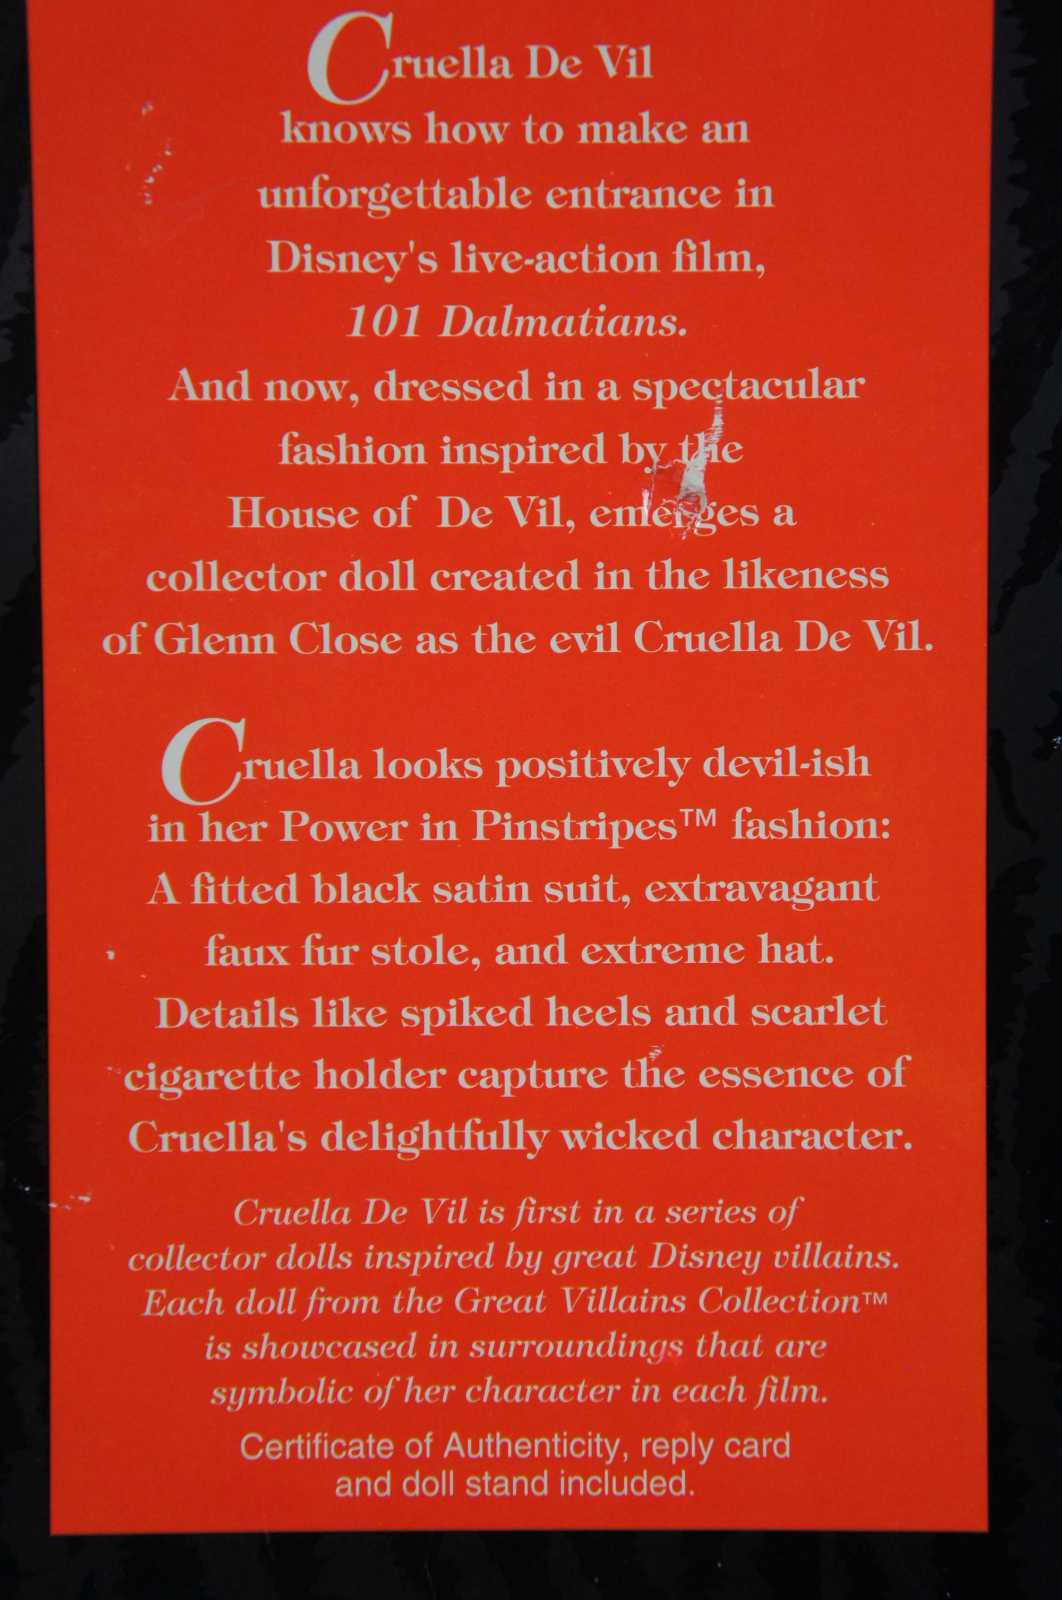 Cruella De Vil
knows how to make an
unforgettable entrance in
Disney's live-action film,
101 Dalmatians.
And now, dressed in a spectacular
fashion inspired by the
House of De Vil, emerges a
collector doll created in the likeness
of Glenn Close as the evil Cruella De Vil.
Cruella looks positively devil-ish
in her Power in Pinstripes™ fashion:
A fitted black satin suit, extravagant
faux fur stole, and extreme hat.
Details like spiked heels and scarlet
cigarette holder capture the essence of
Cruella's delightfully wicked character.
Cruella De Vil is first in a series of
collector dolls inspired by great Disney villains.
Each doll from the Great Villains Collection™
is showcased in surroundings that are
symbolic of her character in each film.
Certificate of Authenticity, reply card
and doll stand included.